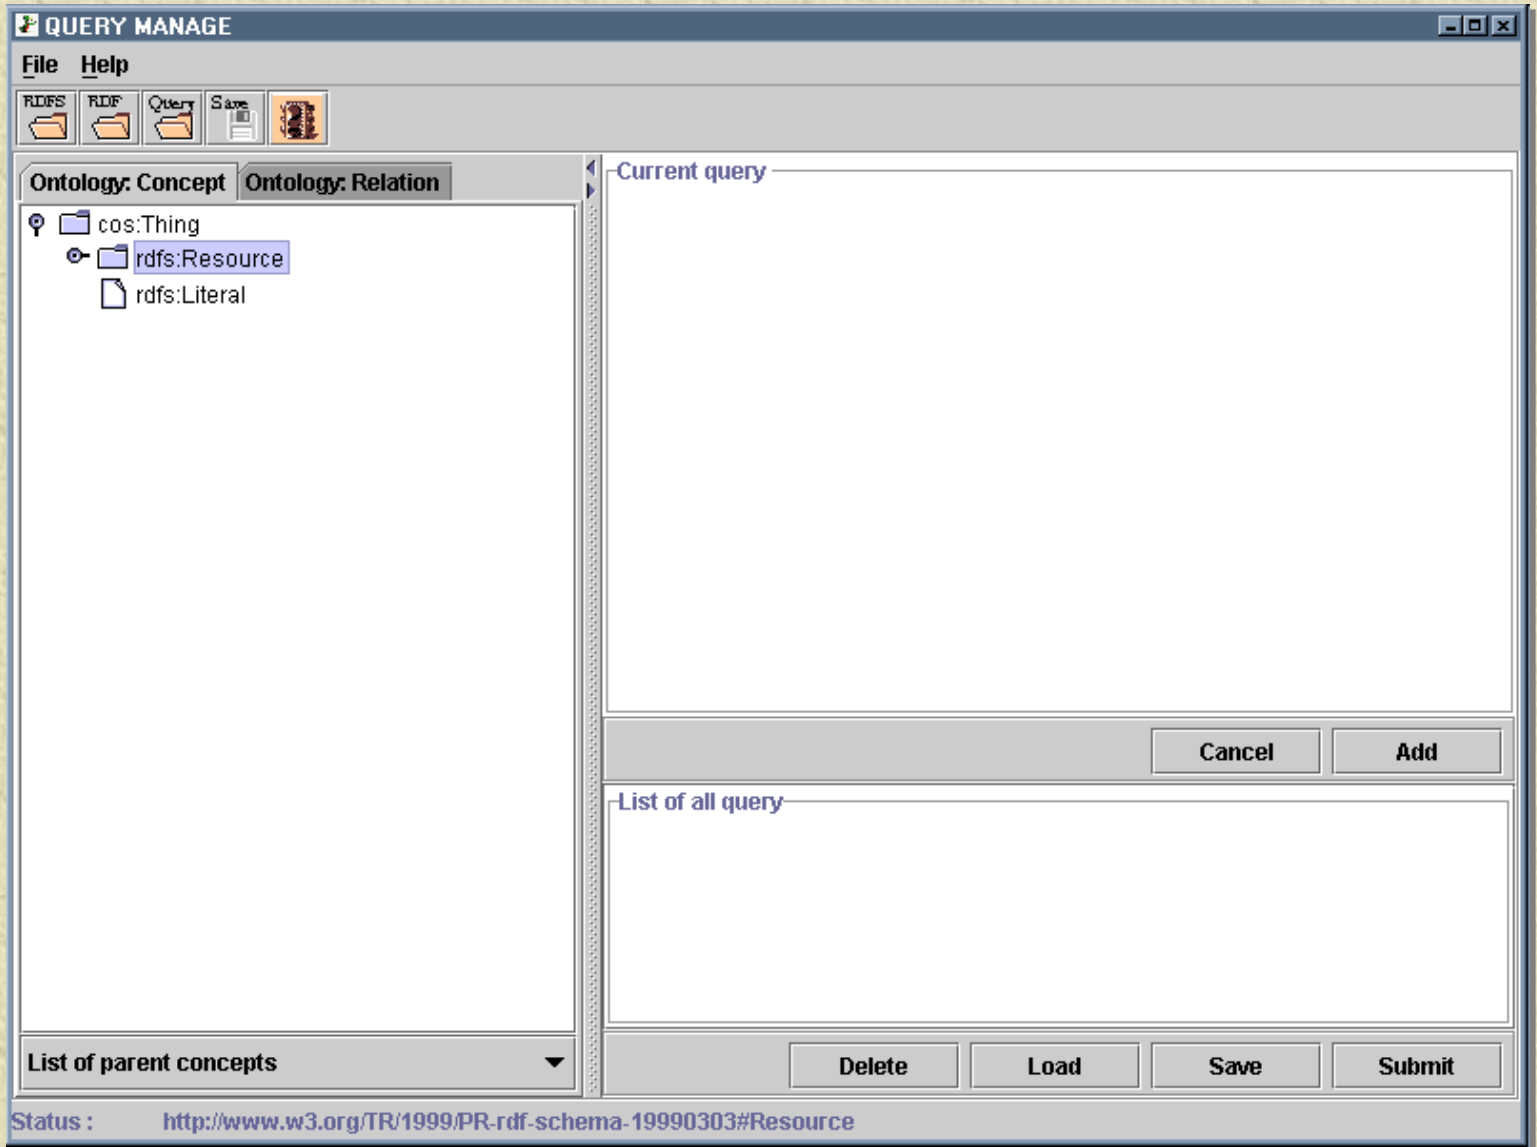 QUERY MANAGE
File Help
RDFS RDF Query Save
Ontology: Concept Ontology: Relation
cos:Thing
rdfs:Resource
rdfs:Literal
List of parent concepts
Current query
Cancel Add
List of all query
Delete Load Save Submit
Status : http://www.w3.org/TR/1999/PR-rdf-schema-19990303#Resource